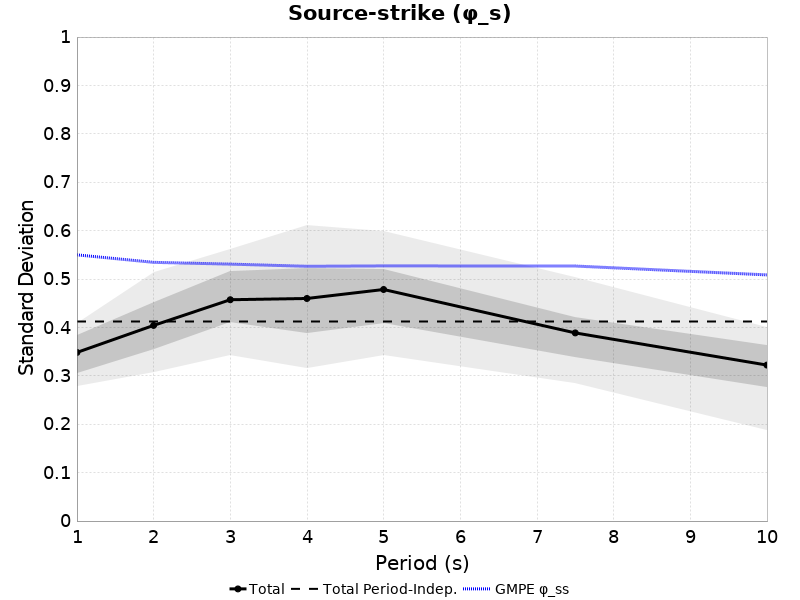 Source-strike (φ_s)
Standard Deviation
1
0.9
0.8
0.7
0.6
0.5
0.4
0.3
0.2
0.1
0
1 2 3 4 5 6 7 8 9 10
Period (s)
Total Total Period-Indep. GMPE φ_ss